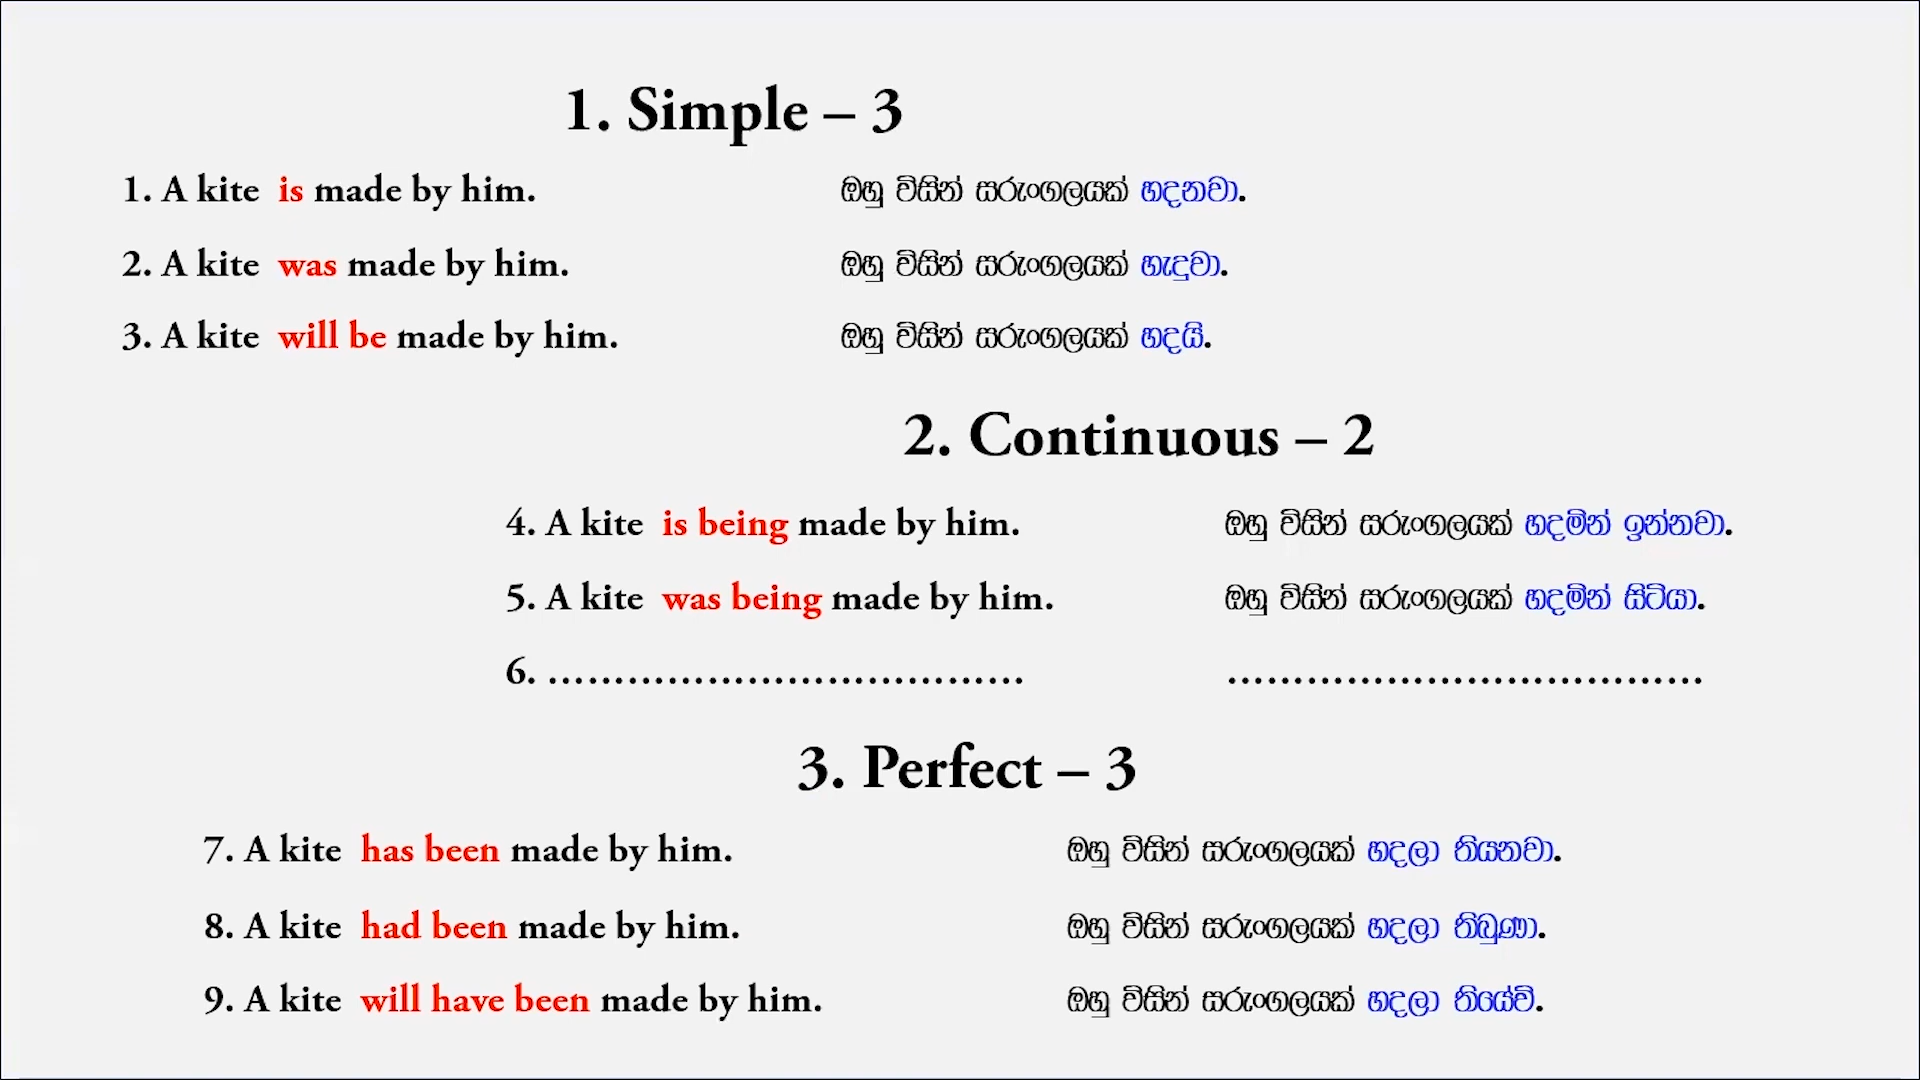 1. Simple – 3
1. A kite is made by him. ඔහු විසින් සරුංගලයක් හදනවා.
2. A kite was made by him. ඔහු විසින් සරුංගලයක් හැදුවා.
3. A kite will be made by him. ඔහු විසින් සරුංගලයක් හදයි.
2. Continuous – 2
4. A kite is being made by him. ඔහු විසින් සරුංගලයක් හදමින් ඉන්නවා.
5. A kite was being made by him. ඔහු විසින් සරුංගලයක් හදමින් සිටියා.
6. .................................... ....................................
3. Perfect – 3
7. A kite has been made by him. ඔහු විසින් සරුංගලයක් හදලා තියනවා.
8. A kite had been made by him. ඔහු විසින් සරුංගලයක් හදලා තිබුණා.
9. A kite will have been made by him. ඔහු විසින් සරුංගලයක් හදලා තියේවි.